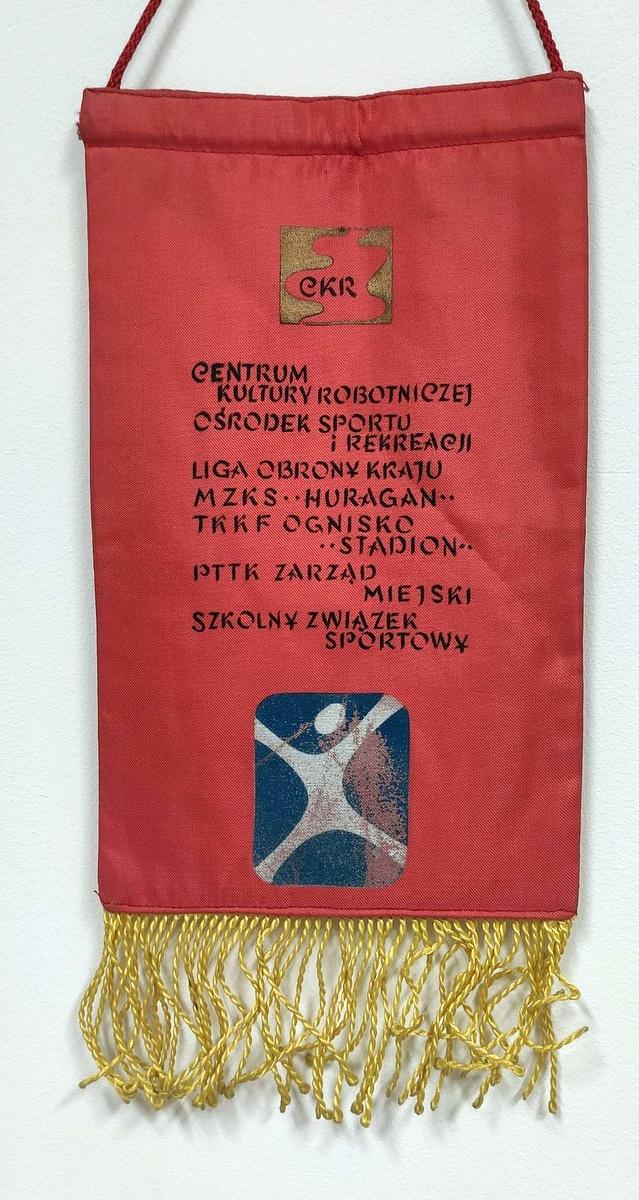 CKR
CENTRUM
KULTURY ROBOTNICZEJ
OŚRODEK SPORTU
i REKREACJI
LIGA OBRONY KRAJU
MZKS "HURAGAN"
TKKF OGNISKO
"STADION"
PTTK ZARZĄD
MIEJSKI
SZKOLNY ZWIĄZEK
SPORTOWY